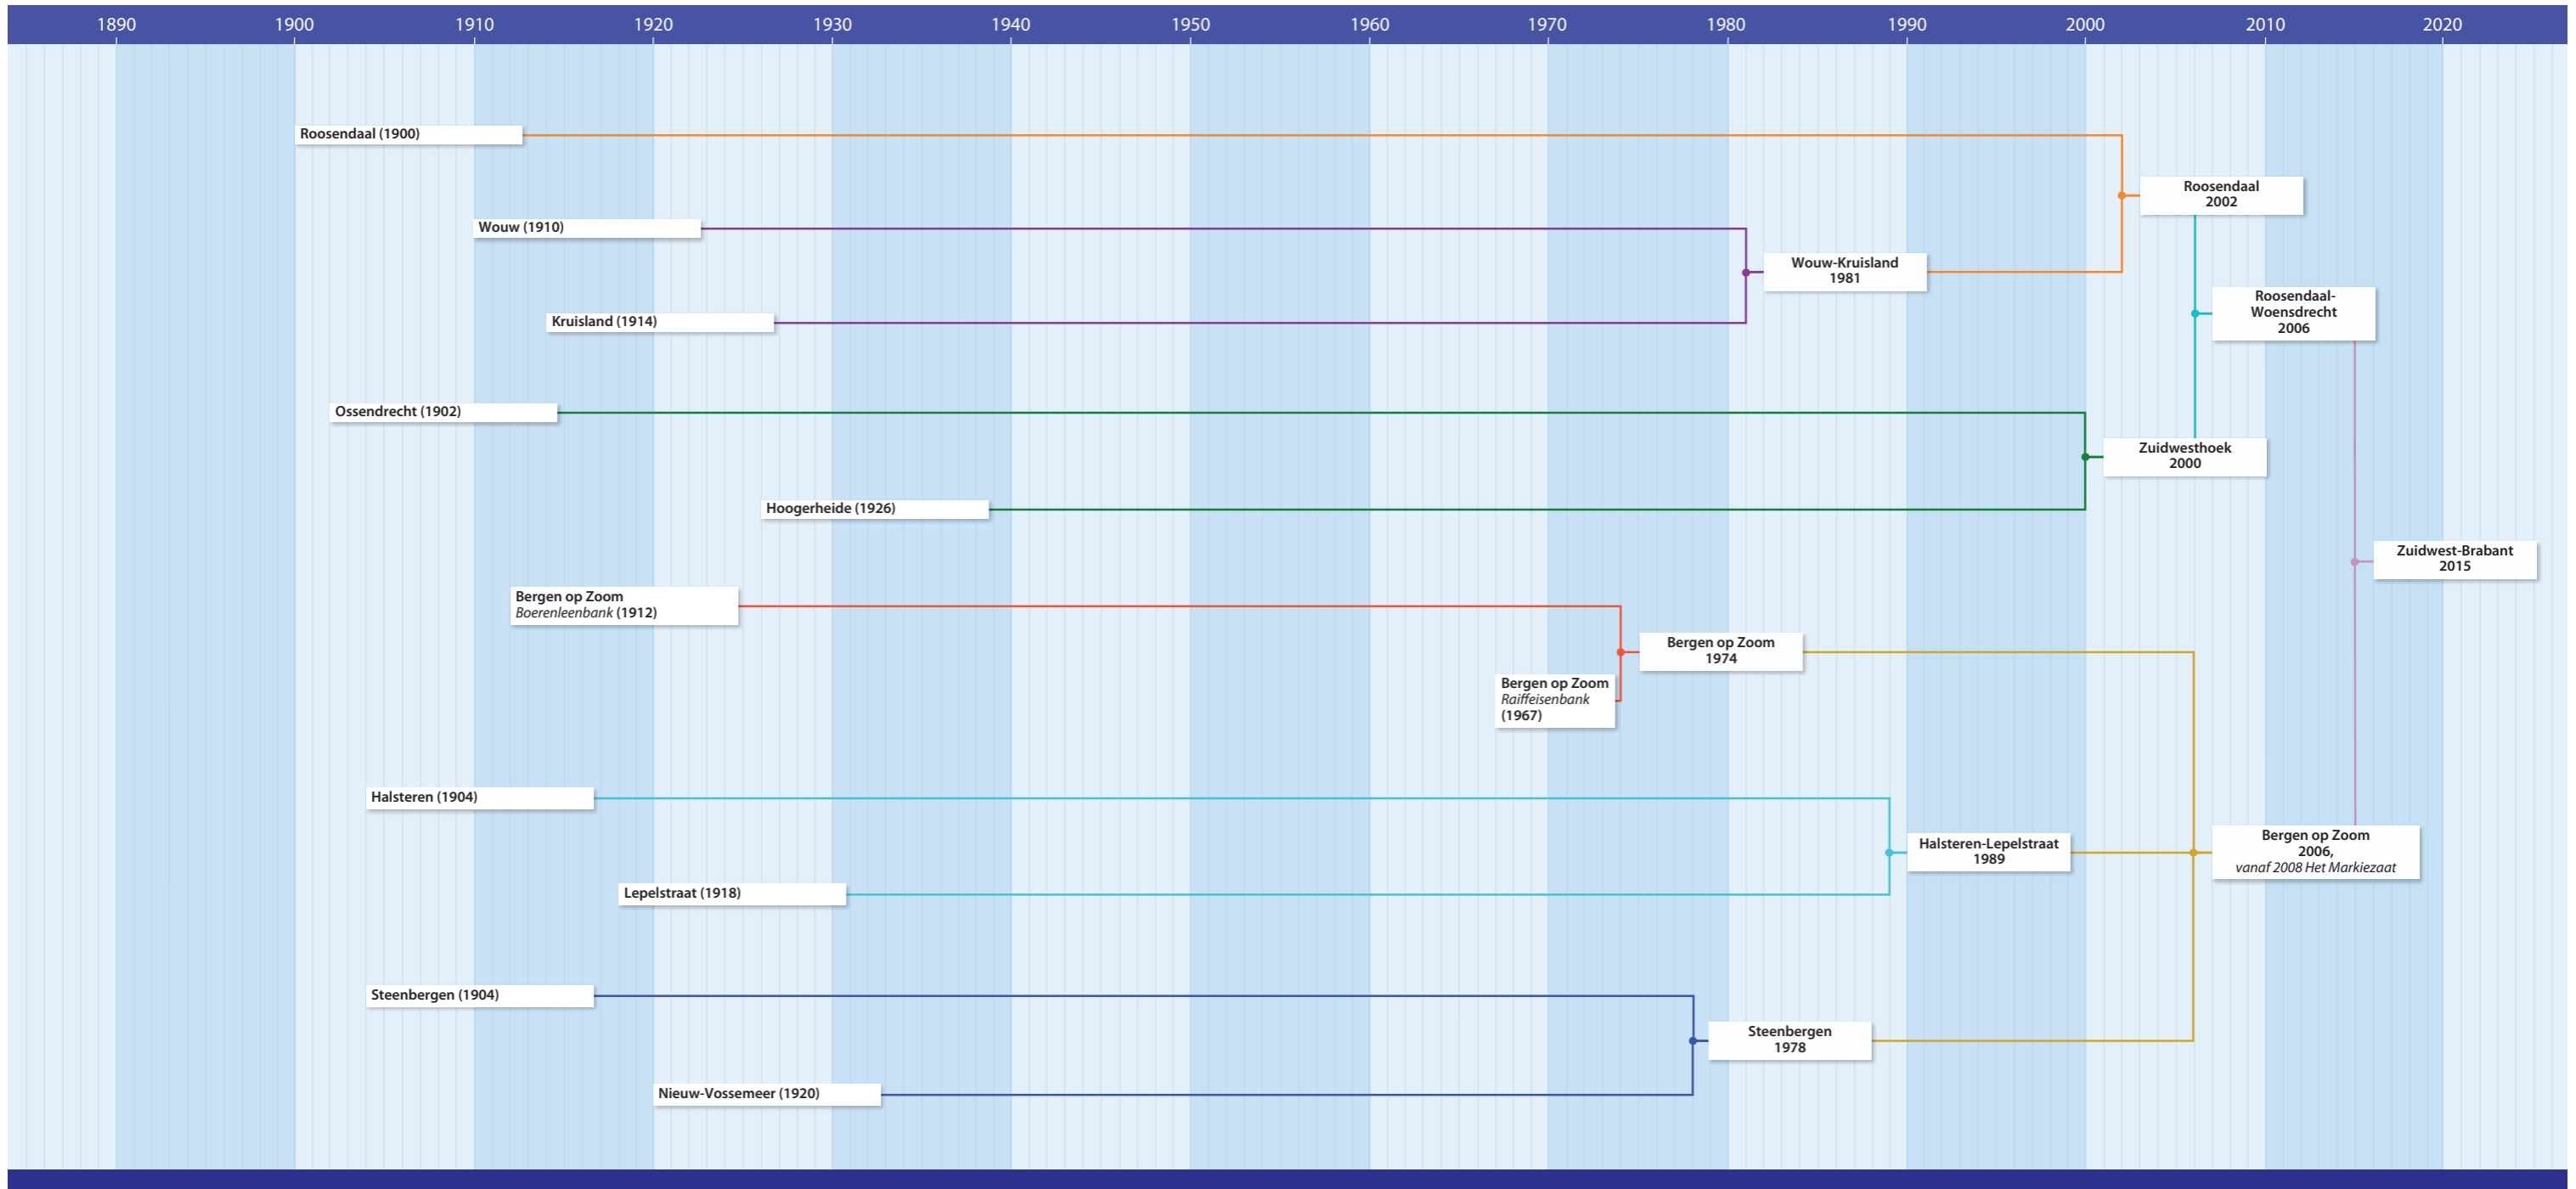 1890 1900 1910 1920 1930 1940 1950 1960 1970 1980 1990 2000 2010 2020
Roosendaal (1900)
Roosendaal
2002
Wouw (1910)
Wouw-Kruisland
1981
Roosendaal-
Woensdrecht
2006
Kruisland (1914)
Ossendrecht (1902)
Zuidwesthoek
2000
Hoogerheide (1926)
Zuidwest-Brabant
2015
Bergen op Zoom
Boerenleenbank (1912)
Bergen op Zoom
1974
Bergen op Zoom
Raiffeisenbank
(1967)
Halsteren (1904)
Halsteren-Lepelstraat
1989
Bergen op Zoom
2006,
vanaf 2008 Het Markiezaat
Lepelstraat (1918)
Steenbergen (1904)
Steenbergen
1978
Nieuw-Vossemeer (1920)